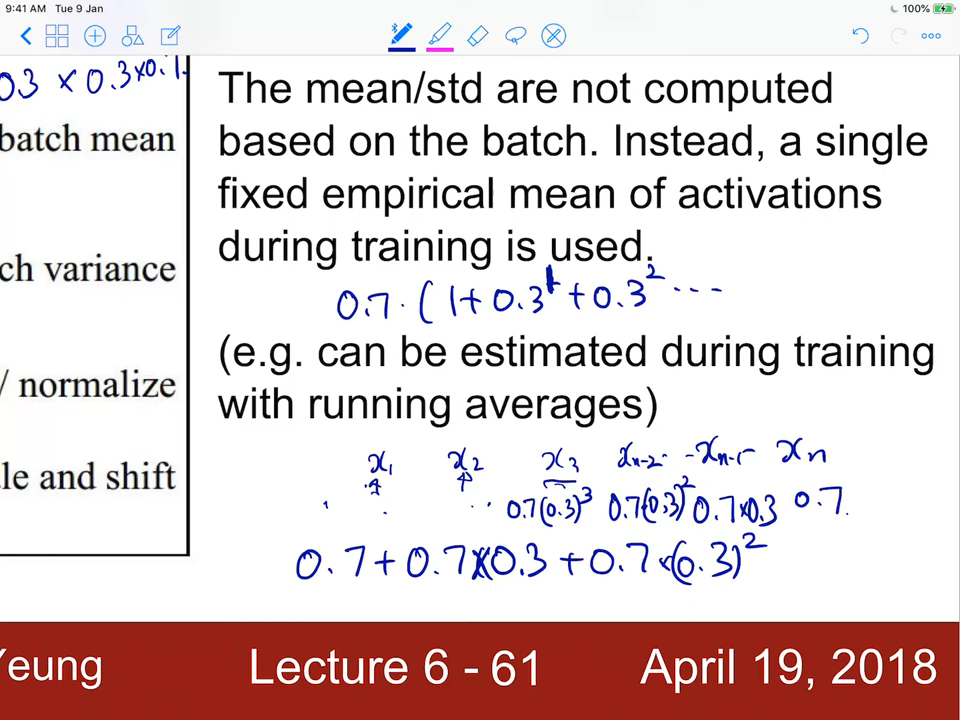 9:41 AM Tue 9 Jan
100%
03 × 0.3×0.1.
batch mean
ch variance
/ normalize
le and shift
The mean/std are not computed
based on the batch. Instead, a single
fixed empirical mean of activations
during training is used.
0.7 · ( 1 + 0.3¹ + 0.3² ...
(e.g. can be estimated during training
with running averages)
x₁ x₂ x₃ xₙ₋₂ xₙ₋₁ xₙ
0.7(0.3)³ 0.7(0.3)² 0.7×0.3 0.7
0.7 + 0.7×0.3 + 0.7×(0.3)²
Yeung
Lecture 6 - 61
April 19, 2018